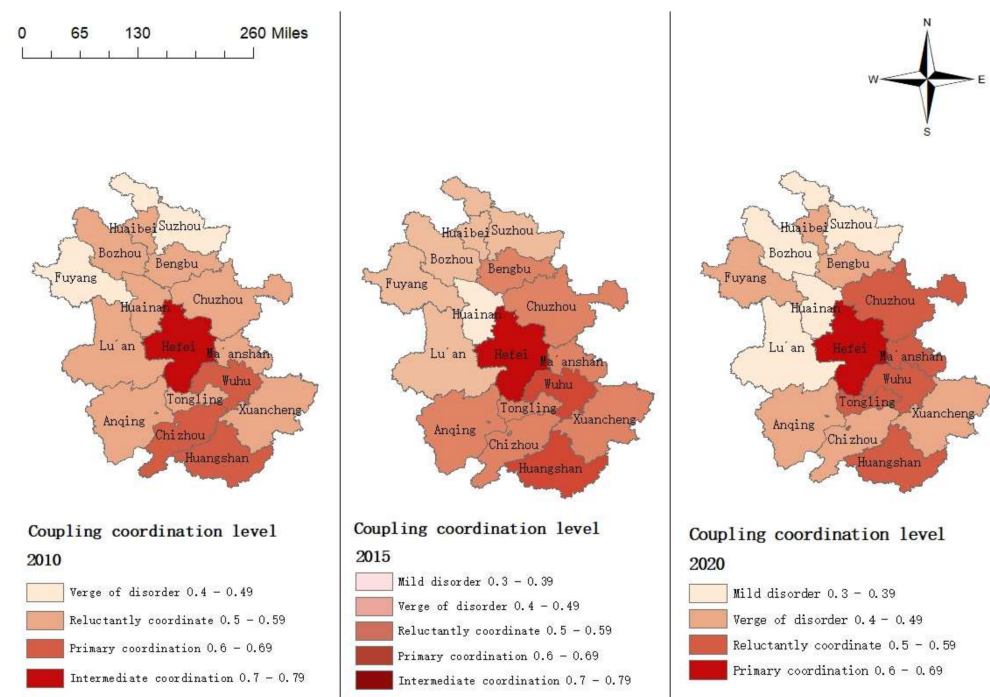 0 65 130 260 Miles
N
W E
S
Huaibei Suzhou
Bozhou
Bengbu
Fuyang
Chuzhou
Huainan
Lu'an Hefei Ma'anshan
Wuhu
Tongling
Anqing Xuancheng
Chizhou
Huangshan
Coupling coordination level
2010
Verge of disorder 0.4 - 0.49
Reluctantly coordinate 0.5 - 0.59
Primary coordination 0.6 - 0.69
Intermediate coordination 0.7 - 0.79
Huaibei Suzhou
Bozhou
Bengbu
Fuyang
Chuzhou
Huainan
Lu'an Hefei Ma'anshan
Wuhu
Tongling
Anqing Xuancheng
Chizhou
Huangshan
Coupling coordination level
2015
Mild disorder 0.3 - 0.39
Verge of disorder 0.4 - 0.49
Reluctantly coordinate 0.5 - 0.59
Primary coordination 0.6 - 0.69
Intermediate coordination 0.7 - 0.79
Huaibei Suzhou
Bozhou
Bengbu
Fuyang
Chuzhou
Huainan
Lu'an Hefei Ma'anshan
Wuhu
Tongling
Xuancheng
Anqing
Chizhou
Huangshan
Coupling coordination level
2020
Mild disorder 0.3 - 0.39
Verge of disorder 0.4 - 0.49
Reluctantly coordinate 0.5 - 0.59
Primary coordination 0.6 - 0.69